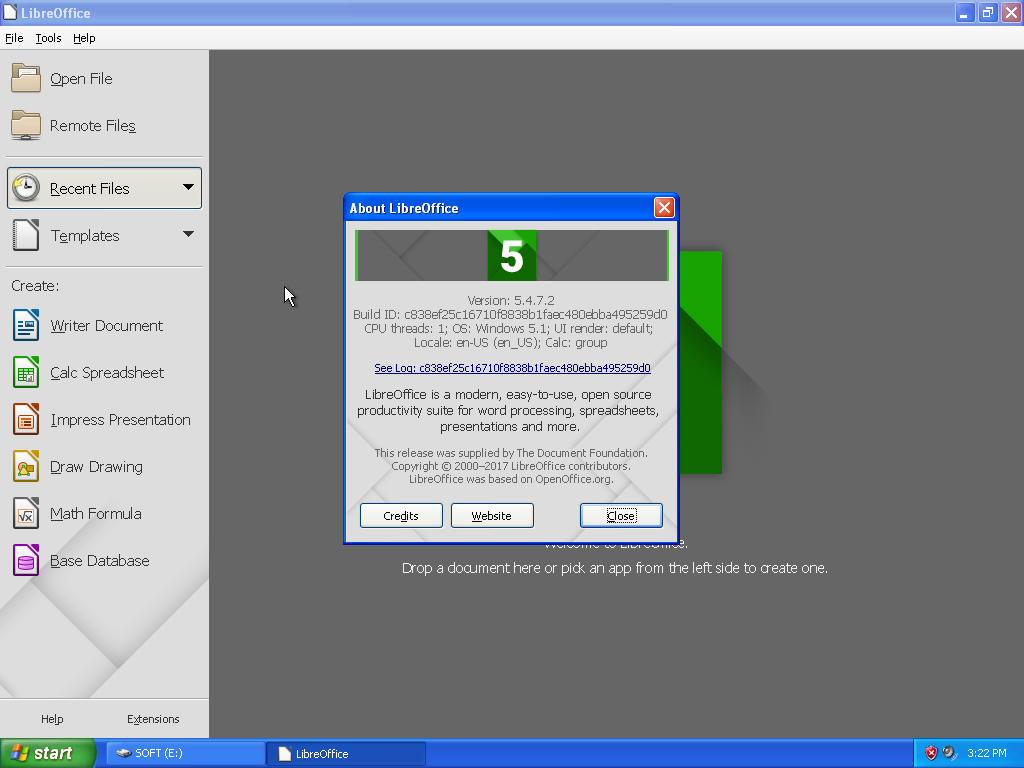 LibreOffice
File Tools Help
Open File
Remote Files
Recent Files
Templates
Create:
Writer Document
Calc Spreadsheet
Impress Presentation
Draw Drawing
Math Formula
Base Database
Help Extensions
About LibreOffice
5
Version: 5.4.7.2
Build ID: c838ef25c16710f8838b1faec480ebba495259d0
CPU threads: 1; OS: Windows 5.1; UI render: default;
Locale: en-US (en_US); Calc: group
See Log: c838ef25c16710f8838b1faec480ebba495259d0
LibreOffice is a modern, easy-to-use, open source
productivity suite for word processing, spreadsheets,
presentations and more.
This release was supplied by The Document Foundation.
Copyright © 2000–2017 LibreOffice contributors.
LibreOffice was based on OpenOffice.org.
Credits Website Close
Welcome to LibreOffice.
Drop a document here or pick an app from the left side to create one.
start SOFT (E:) LibreOffice 3:22 PM